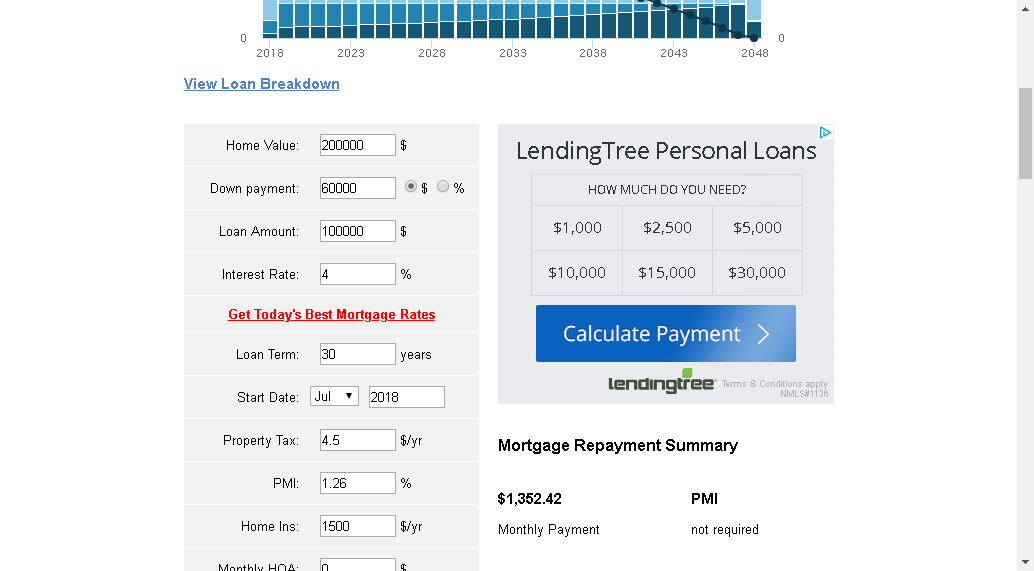 0 0
2018 2023 2028 2033 2038 2043 2048
View Loan Breakdown
Home Value: 200000 $
Down payment: 60000 $ %
Loan Amount: 100000 $
Interest Rate: 4 %
Get Today's Best Mortgage Rates
Loan Term: 30 years
Start Date: Jul 2018
Property Tax: 4.5 $/yr
PMI: 1.26 %
Home Ins: 1500 $/yr
Monthly HOA: 0 $
LendingTree Personal Loans
HOW MUCH DO YOU NEED?
$1,000 $2,500 $5,000
$10,000 $15,000 $30,000
Calculate Payment
lendingtree Terms & Conditions apply
NMLS#1136
Mortgage Repayment Summary
$1,352.42 PMI
Monthly Payment not required